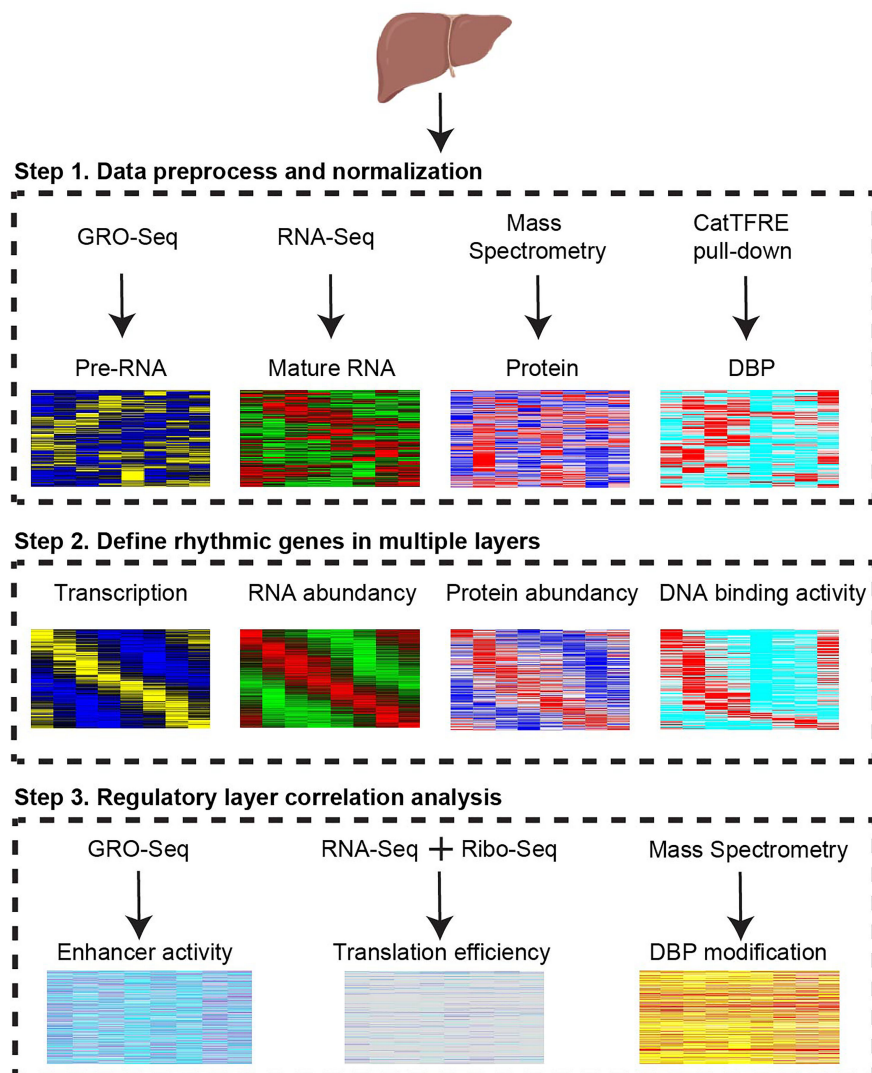 Step 1. Data preprocess and normalization
GRO-Seq
RNA-Seq
Mass
Spectrometry
CatTFRE
pull-down
Pre-RNA
Mature RNA
Protein
DBP
Step 2. Define rhythmic genes in multiple layers
Transcription
RNA abundancy
Protein abundancy
DNA binding activity
Step 3. Regulatory layer correlation analysis
GRO-Seq
RNA-Seq + Ribo-Seq
Mass Spectrometry
Enhancer activity
Translation efficiency
DBP modification